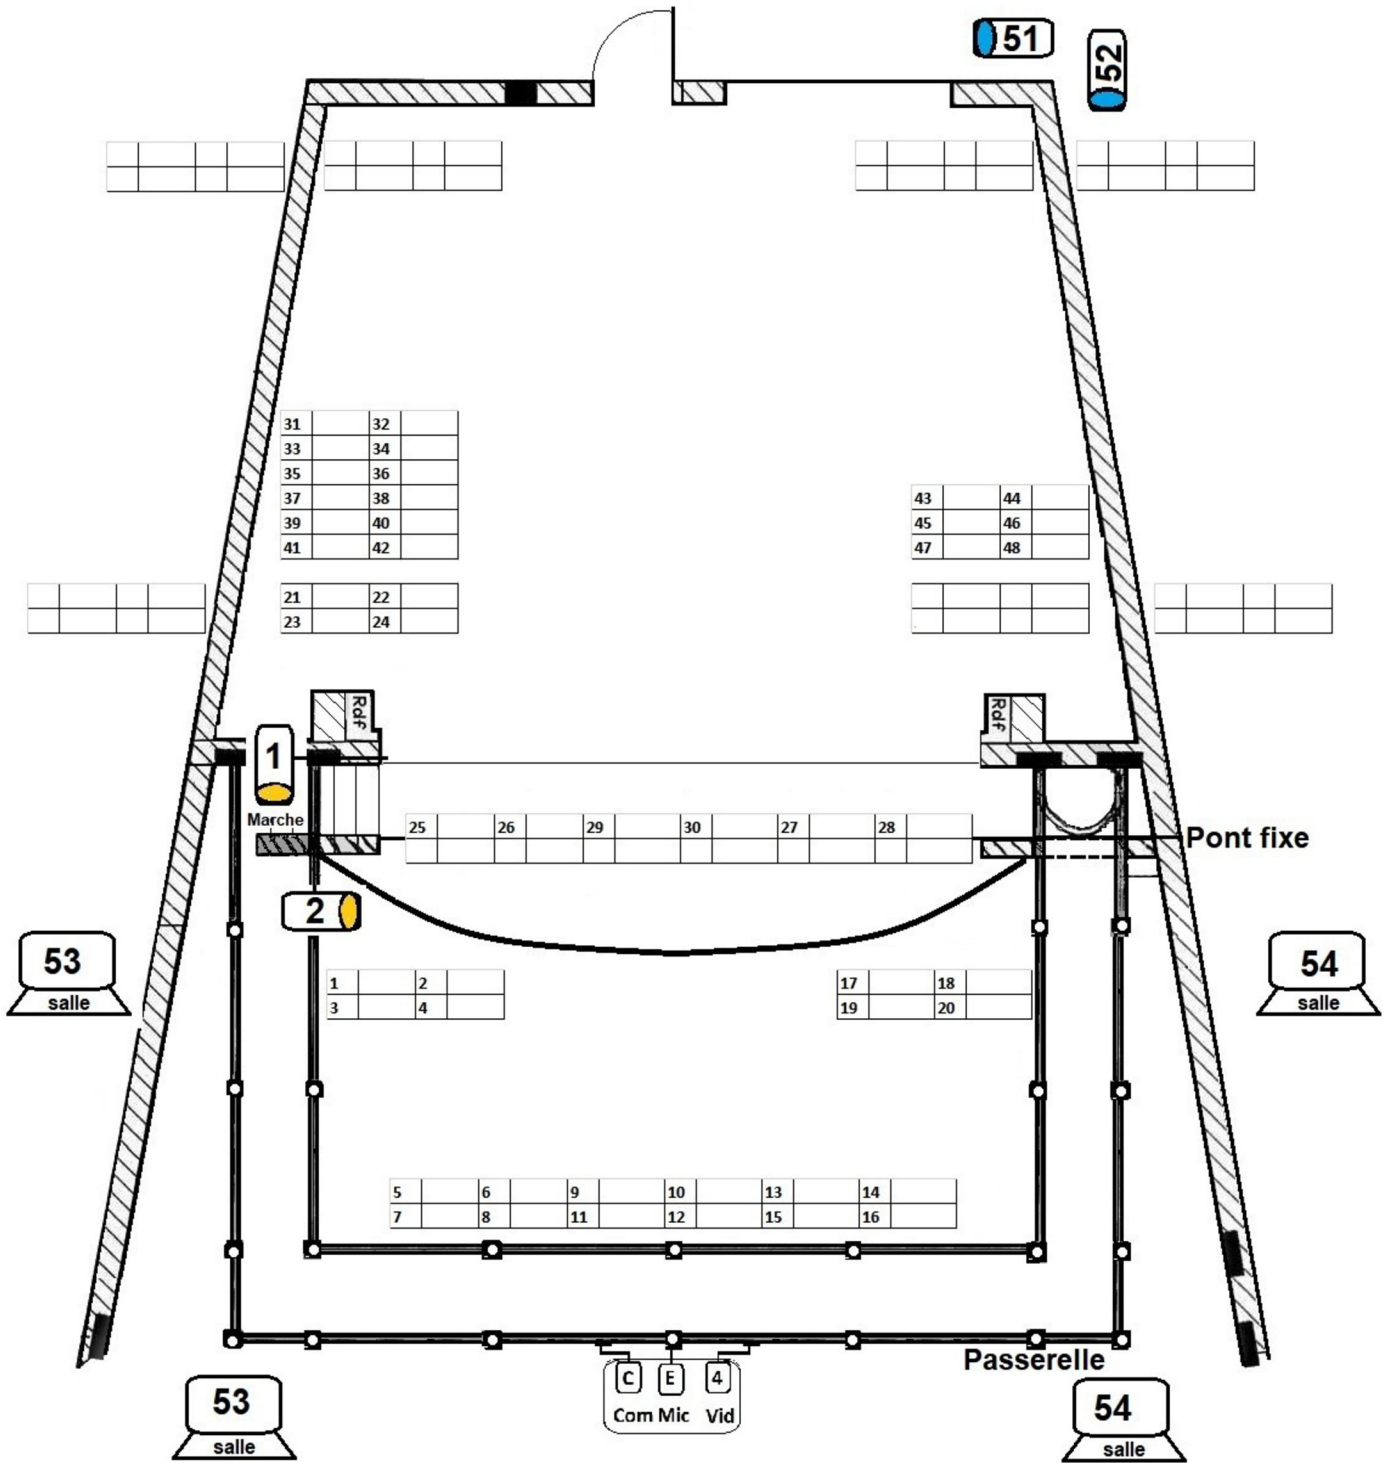 51
52
31 32
33 34
35 36
37 38
39 40
41 42
43 44
45 46
47 48
21 22
23 24
Rdf
Rdf
1
Marche
25 26 29 30 27 28
Pont fixe
2
53
salle
54
salle
1 2
3 4
17 18
19 20
5 6 9 10 13 14
7 8 11 12 15 16
Passerelle
C E 4
Com Mic Vid
53
salle
54
salle